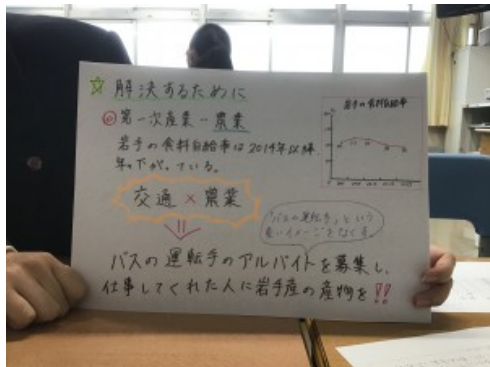 ☆ 解決するために
◎第一次産業…農業
岩手の食料自給率は2014年以降、
年々下がっている。
岩手の食料自給率
交通×農業
「バスの運転手」という
悪いイメージをなくす。
バスの運転手のアルバイトを募集し、
仕事してくれた人に岩手産の産物を!!